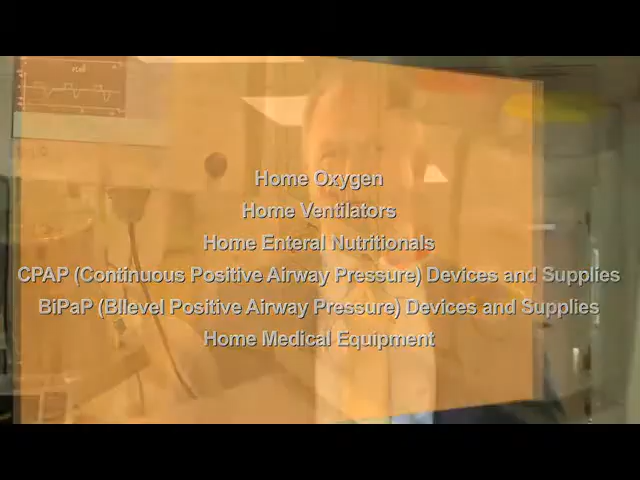 Home Oxygen
Home Ventilators
Home Enteral Nutritionals
CPAP (Continuous Positive Airway Pressure) Devices and Supplies
BiPaP (BIlevel Positive Airway Pressure) Devices and Supplies
Home Medical Equipment